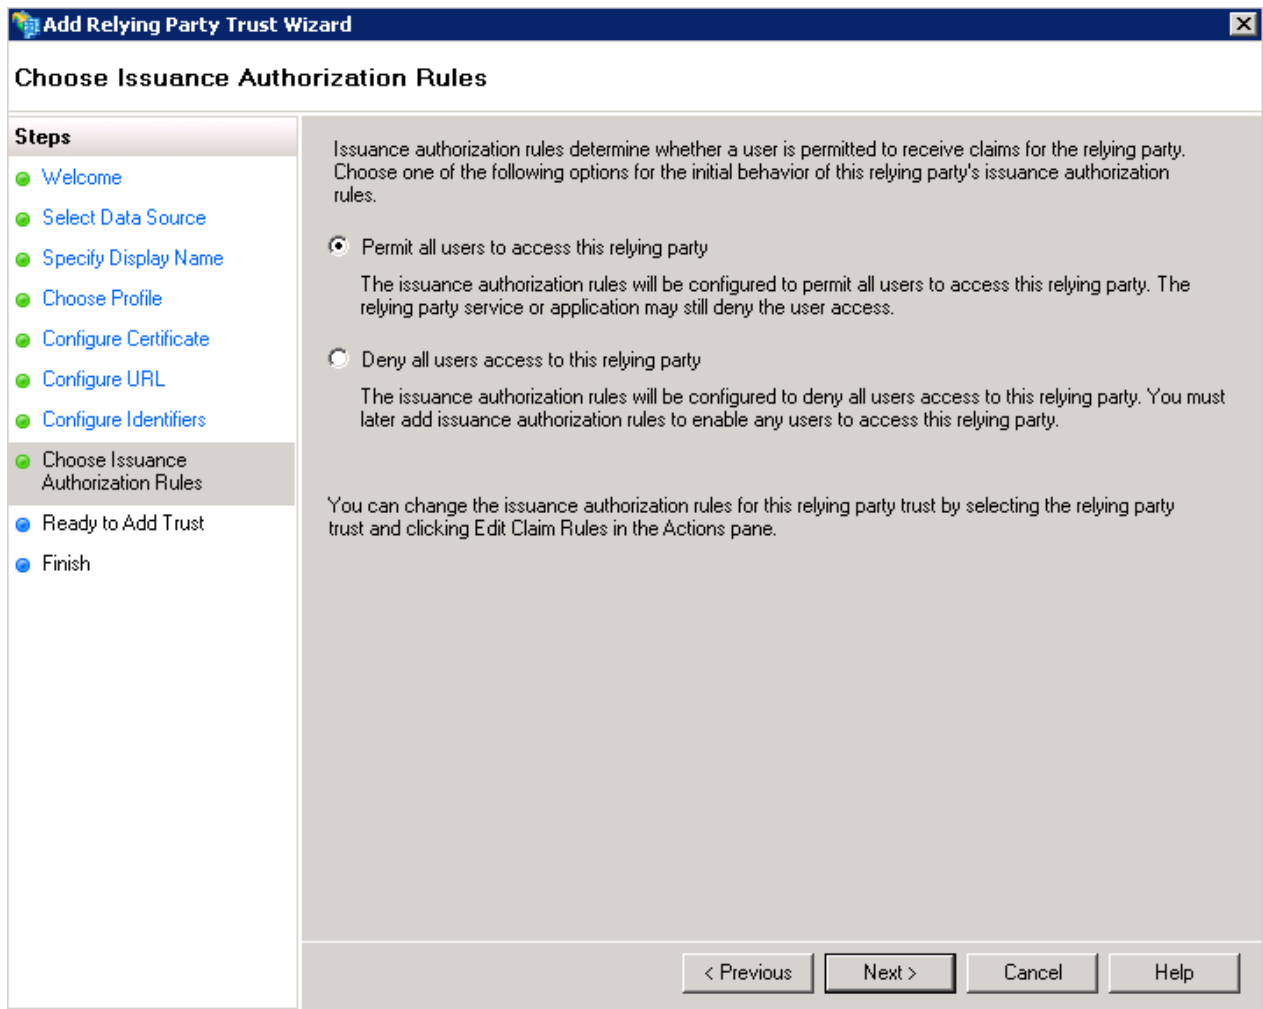 Add Relying Party Trust Wizard
Choose Issuance Authorization Rules
Steps
Welcome
Select Data Source
Specify Display Name
Choose Profile
Configure Certificate
Configure URL
Configure Identifiers
Choose Issuance
Authorization Rules
Ready to Add Trust
Finish
Issuance authorization rules determine whether a user is permitted to receive claims for the relying party.
Choose one of the following options for the initial behavior of this relying party's issuance authorization
rules.
Permit all users to access this relying party
The issuance authorization rules will be configured to permit all users to access this relying party. The
relying party service or application may still deny the user access.
Deny all users access to this relying party
The issuance authorization rules will be configured to deny all users access to this relying party. You must
later add issuance authorization rules to enable any users to access this relying party.
You can change the issuance authorization rules for this relying party trust by selecting the relying party
trust and clicking Edit Claim Rules in the Actions pane.
< Previous
Next >
Cancel
Help